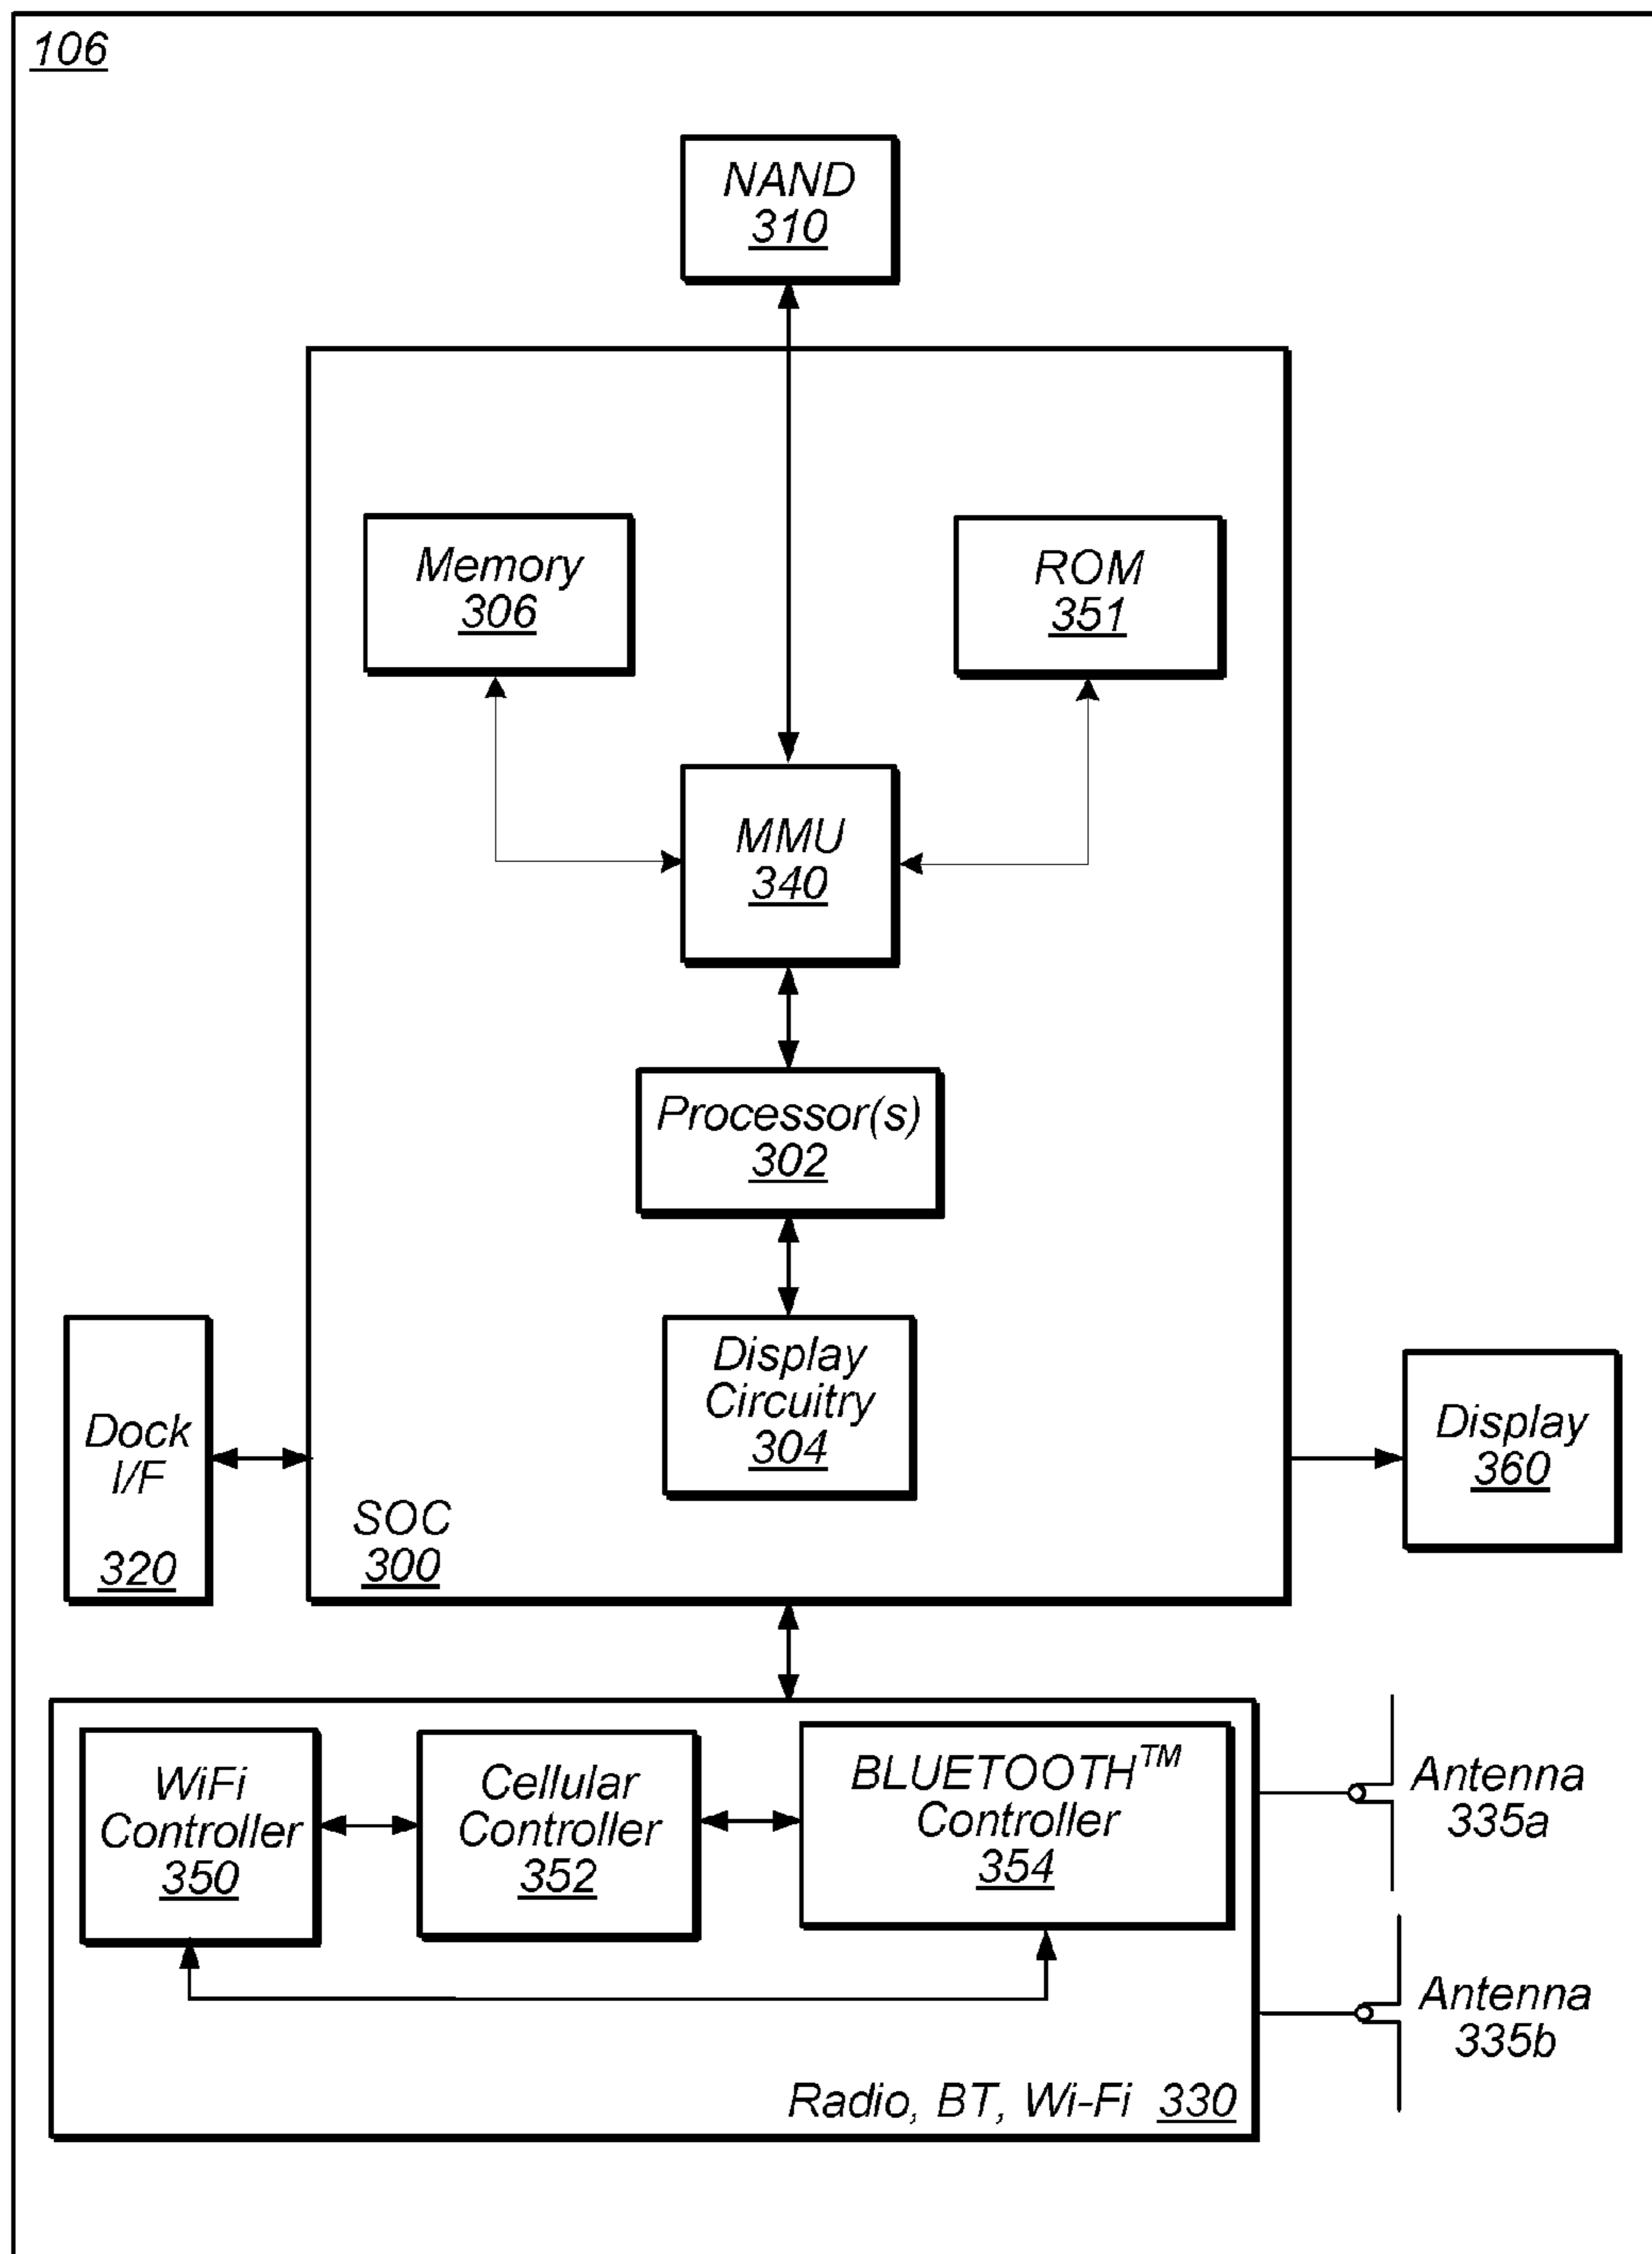 106
NAND
310
Memory
306
ROM
351
MMU
340
Processor(s)
302
Display
Circuitry
304
Dock
I/F
320
SOC
300
Display
360
WiFi
Controller
350
Cellular
Controller
352
BLUETOOTH™
Controller
354
Antenna
335a
Antenna
335b
Radio, BT, Wi-Fi 330